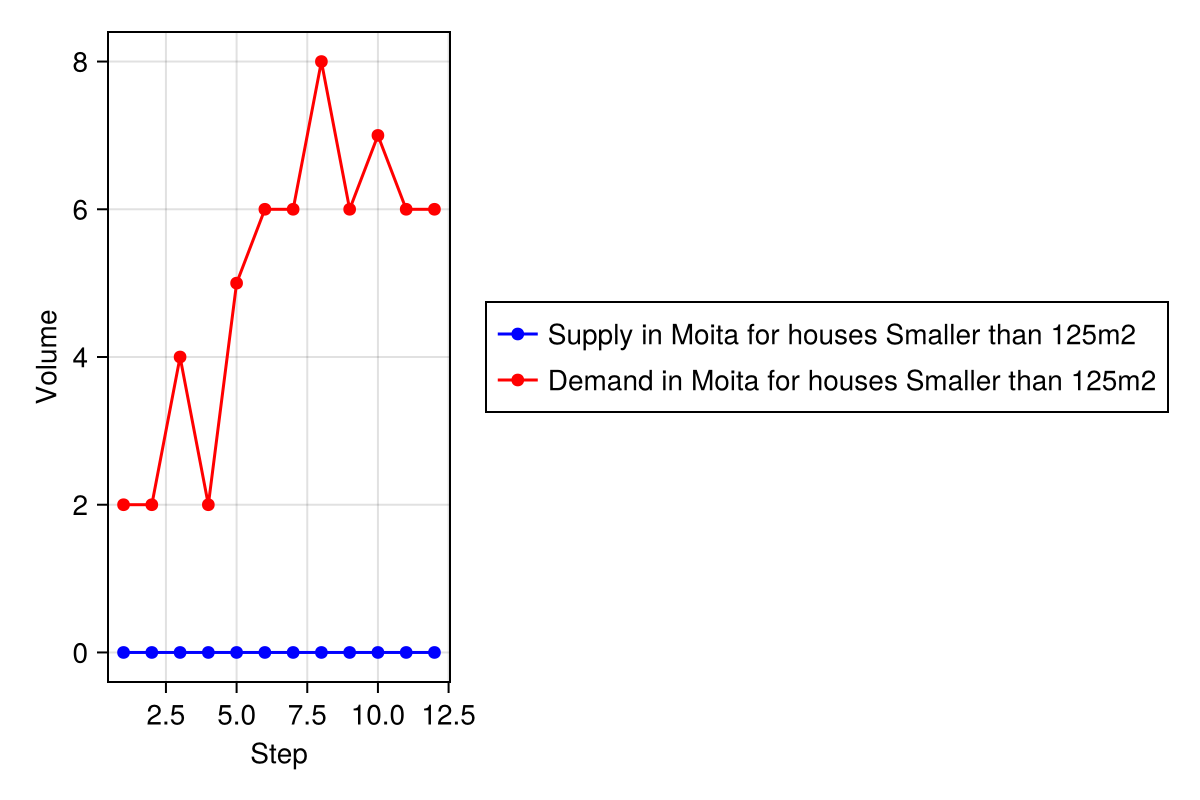 8
6
4
2
0
Volume
2.5 5.0 7.5 10.0 12.5
Step
Supply in Moita for houses Smaller than 125m2
Demand in Moita for houses Smaller than 125m2